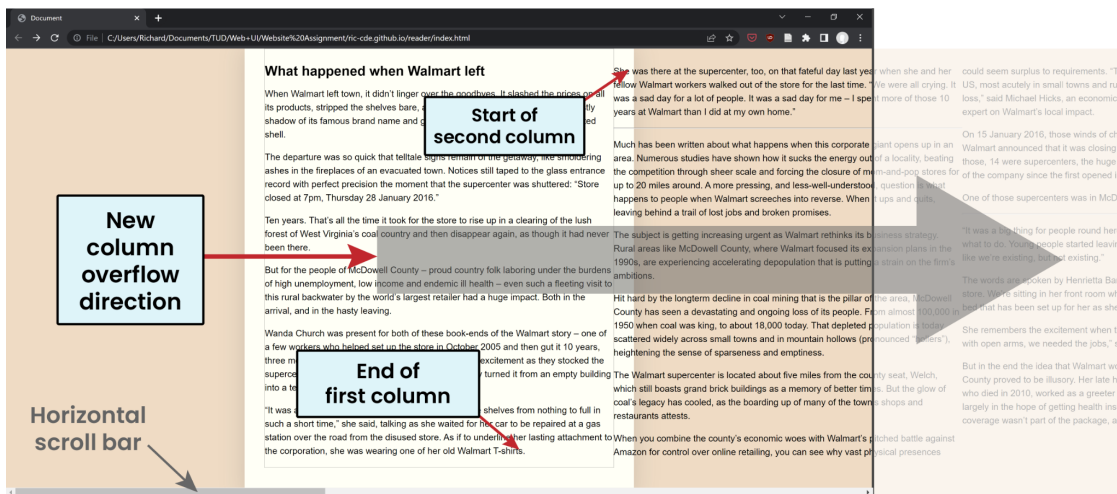 Document
File
C:/Users/Richard/Documents/TUD/Web+UI/Website%20Assignment/ric-cde.github.io/reader/index.html
What happened when Walmart left
When Walmart left town, it didn't linger over the goodbyes. It slashed the prices on all
its products, stripped the shelves bare,
shadow of its famous brand name and
shell.
The departure was so quick that telltale signs remain of the getaway, like smoldering
ashes in the fireplaces of an evacuated town. Notices still taped to the glass entrance
record with perfect precision the moment that the supercenter was shuttered: "Store
closed at 7pm, Thursday 28 January 2016."
Ten years. That's all the time it took for the store to rise up in a clearing of the lush
forest of West Virginia's coal country and then disappear again, as though it had never
been there.
But for the people of McDowell County – proud country folk laboring under the burdens
of high unemployment, low income and endemic ill health – even such a fleeting visit to
this rural backwater by the world's largest retailer had a huge impact. Both in the
arrival, and in the hasty leaving.
Wanda Church was present for both of these book-ends of the Walmart story – one of
a few workers who helped set up the store in October 2005 and then gut it 10 years,
three excitement as they stocked the
turned it from an empty building
into a
"It was a shelves from nothing to full in
such a short time," she said, talking as she waited for her car to be repaired at a gas
station over the road from the disused store. As if to underline her lasting attachment to
the corporation, she was wearing one of her old Walmart T-shirts.
She was there at the supercenter, too, on that fateful day last year when she and her
fellow Walmart workers walked out of the store for the last time. "We were all crying. It
was a sad day for a lot of people. It was a sad day for me – I spent more of those 10
years at Walmart than I did at my own home."
Much has been written about what happens when this corporate giant opens up in an
area. Numerous studies have shown how it sucks the energy out of a locality, beating
the competition through sheer scale and forcing the closure of mom-and-pop stores for
up to 20 miles around. A more pressing, and less-well-understood, question is what
happens to people when Walmart screeches into reverse. When it ups and quits,
leaving behind a trail of lost jobs and broken promises.
The subject is getting increasing urgent as Walmart rethinks its business strategy.
Rural areas like McDowell County, where Walmart focused its expansion plans in the
1990s, are experiencing accelerating depopulation that is putting a strain on the firm's
ambitions.
Hit hard by the longterm decline in coal mining that is the pillar of the area, McDowell
County has seen a devastating and ongoing loss of its people. From almost 100,000 in
1950 when coal was king, to about 18,000 today. That depleted population is today
scattered widely across small towns and in mountain hollows (pronounced "hollers"),
heightening the sense of sparseness and emptiness.
The Walmart supercenter is located about five miles from the county seat, Welch,
which still boasts grand brick buildings as a memory of better times. But the glow of
coal's legacy has cooled, as the boarding up of many of the town's shops and
restaurants attests.
When you combine the county's economic woes with Walmart's pitched battle against
Amazon for control over online retailing, you can see why vast physical presences
could seem surplus to requirements.
US, most acutely in small towns and
loss," said Michael Hicks, an
expert on Walmart's local impact.
On 15 January 2016, those winds of
Walmart announced that it was closing
those, 14 were supercenters, the huge
of the company since the first opened
One of those supercenters was in
"It was a big thing for people round
what to do. Young people started
like we're existing, but not existing."
The words are spoken by Henrietta
store. We're sitting in her front room
bed that has been set up for her as
She remembers the excitement when
with open arms, we needed the jobs,"
But in the end the idea that Walmart
County proved to be illusory. Her late
who died in 2010, worked as a greeter
largely in the hope of getting health
coverage wasn't part of the package,
Start of
second column
New
column
overflow
direction
End of
first column
Horizontal
scroll bar